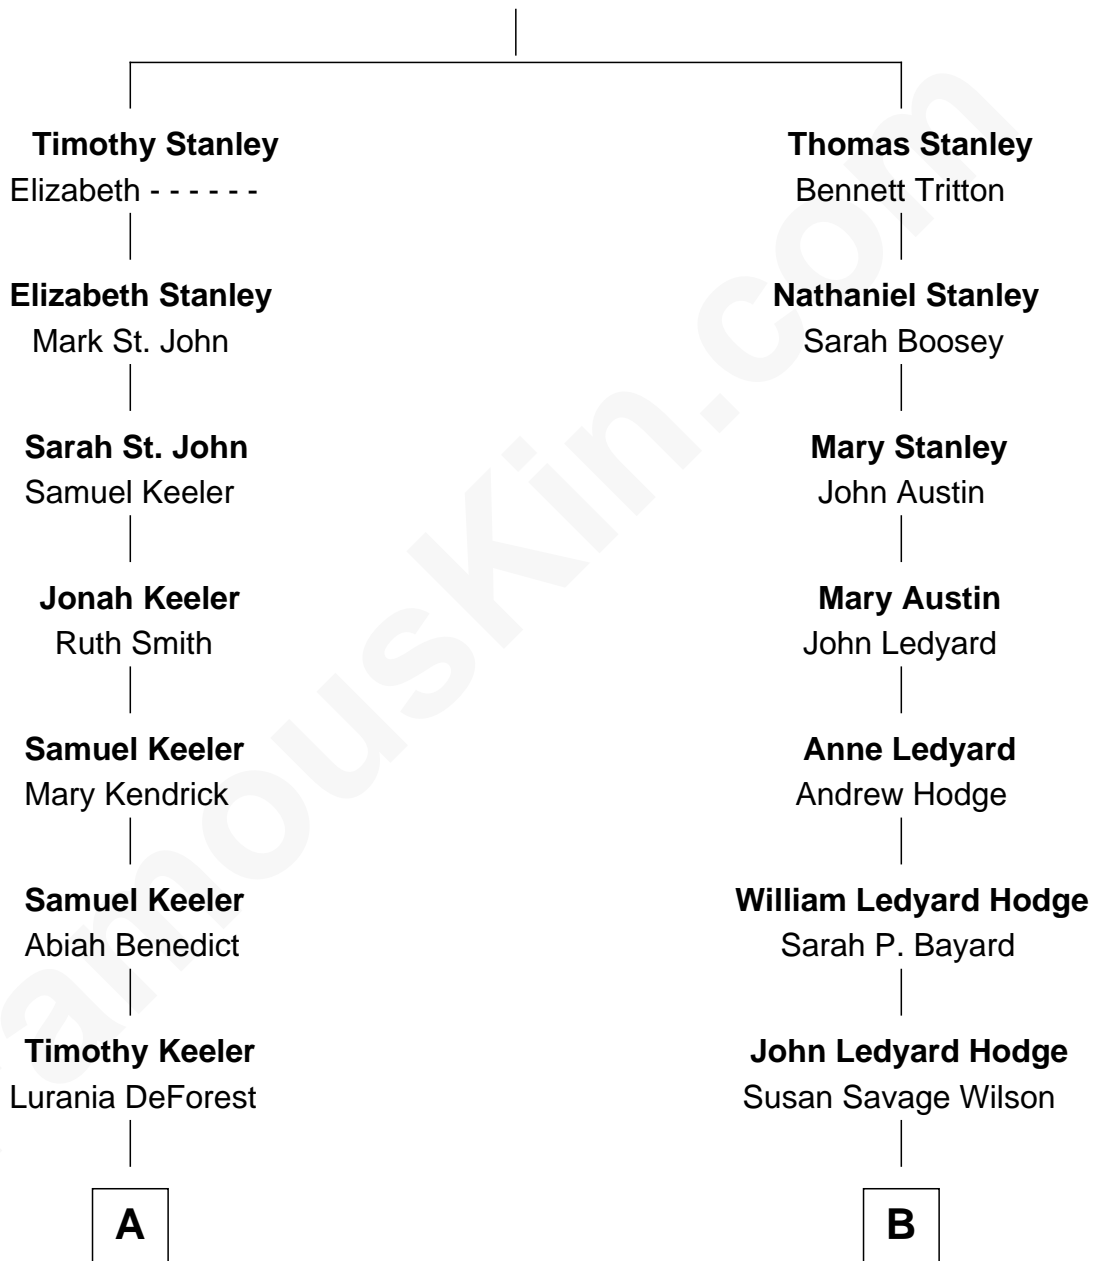 Timothy Stanley
Elizabeth - - - - - -
Thomas Stanley
Bennett Tritton
Elizabeth Stanley
Mark St. John
Nathaniel Stanley
Sarah Boosey
Sarah St. John
Samuel Keeler
Mary Stanley
John Austin
Jonah Keeler
Ruth Smith
Mary Austin
John Ledyard
Samuel Keeler
Mary Kendrick
Anne Ledyard
Andrew Hodge
Samuel Keeler
Abiah Benedict
William Ledyard Hodge
Sarah P. Bayard
Timothy Keeler
Lurania DeForest
John Ledyard Hodge
Susan Savage Wilson
A
B
amousKin.com